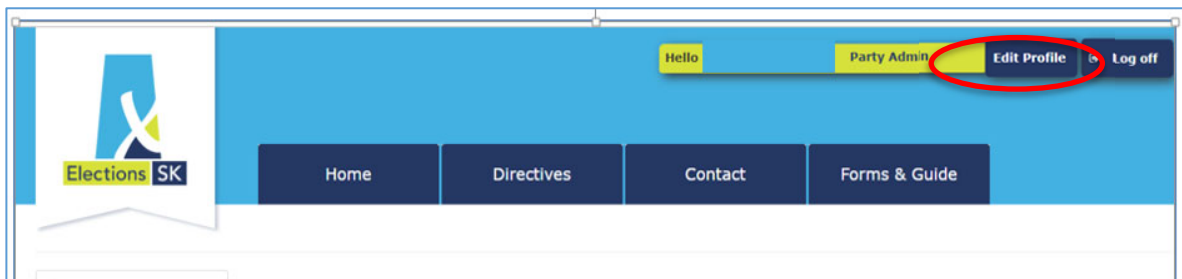 Hello Party Admin Edit Profile Log off
Elections SK
Home Directives Contact Forms & Guide